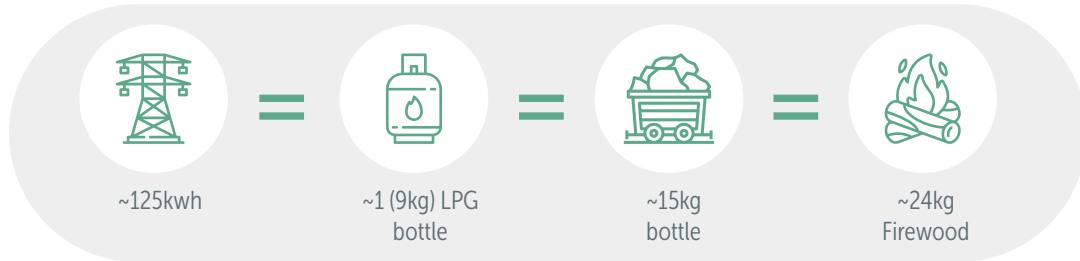 ~125kwh
~1 (9kg) LPG
bottle
~15kg
bottle
~24kg
Firewood